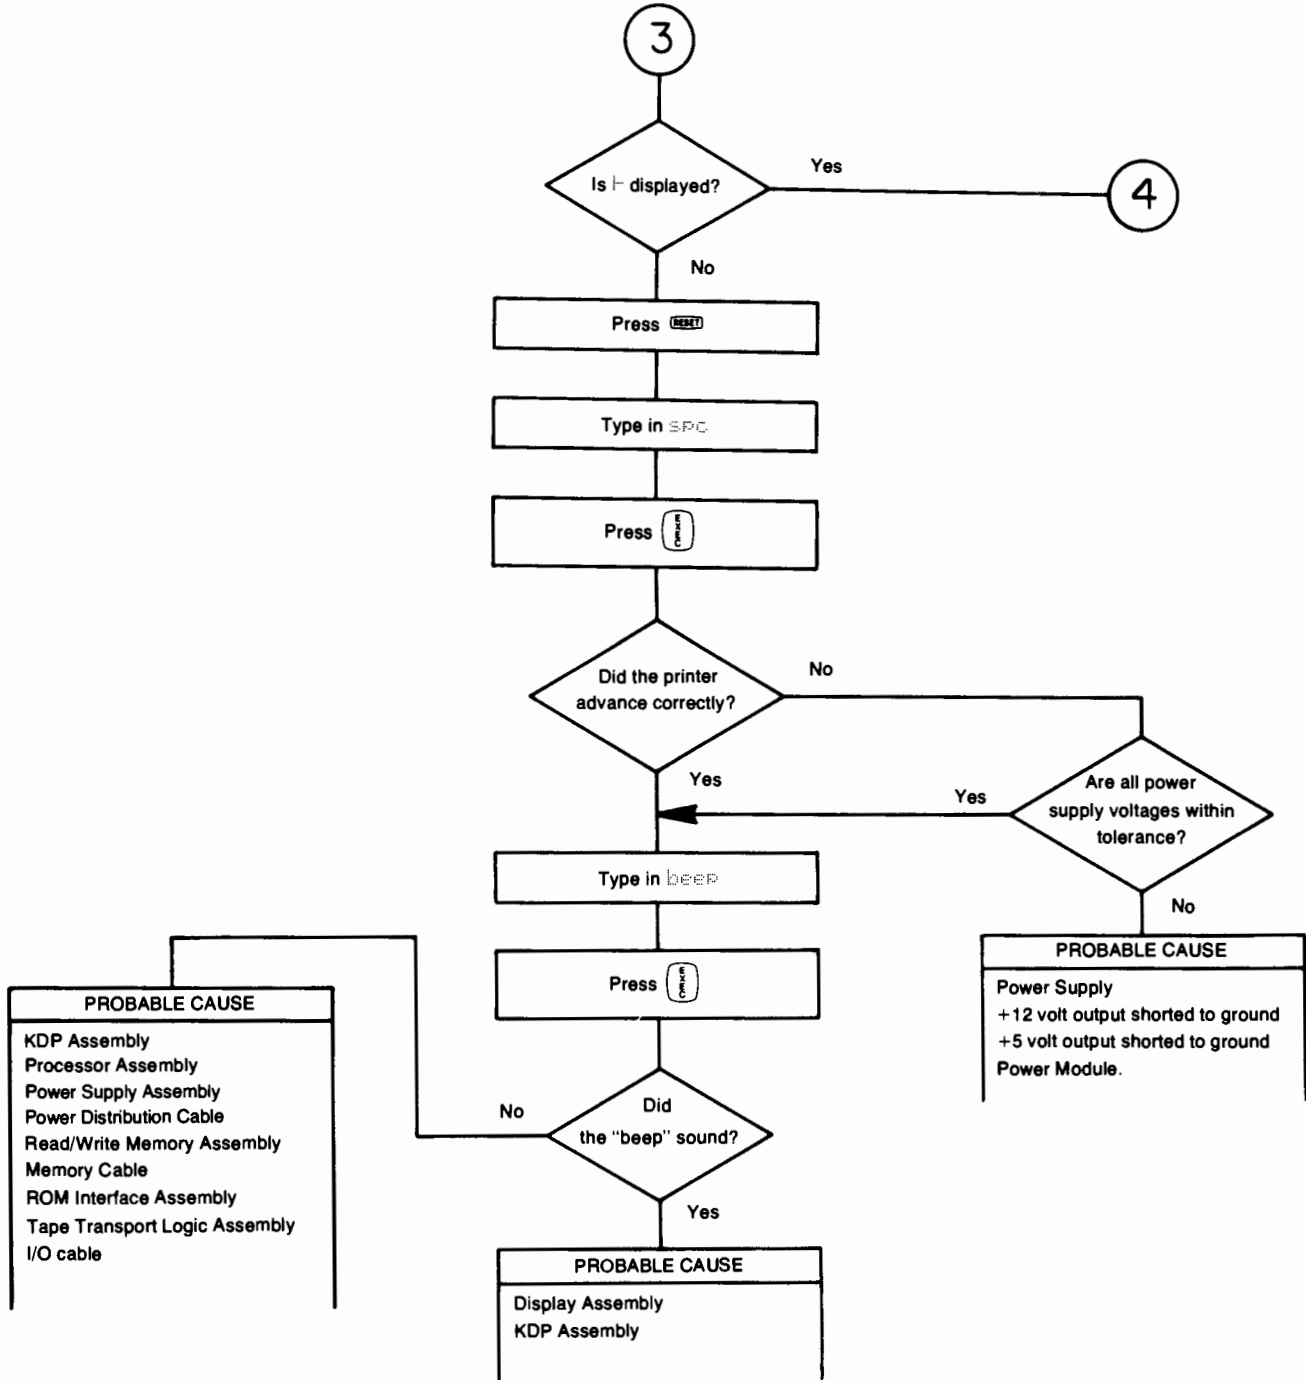 3
Is ⊢ displayed?
Yes
4
No
Press RESET
Type in spc
Press EXEC
Did the printer
advance correctly?
No
Yes
Are all power
supply voltages within
tolerance?
Yes
No
PROBABLE CAUSE
Power Supply
+12 volt output shorted to ground
+5 volt output shorted to ground
Power Module.
Type in beep
Press EXEC
Did
the "beep" sound?
No
Yes
PROBABLE CAUSE
KDP Assembly
Processor Assembly
Power Supply Assembly
Power Distribution Cable
Read/Write Memory Assembly
Memory Cable
ROM Interface Assembly
Tape Transport Logic Assembly
I/O cable
PROBABLE CAUSE
Display Assembly
KDP Assembly